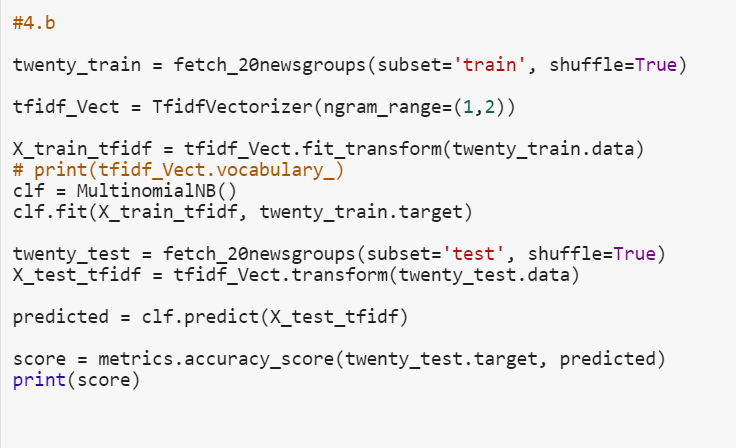 #4.b
twenty_train = fetch_20newsgroups(subset='train', shuffle=True)
tfidf_Vect = TfidfVectorizer(ngram_range=(1,2))
X_train_tfidf = tfidf_Vect.fit_transform(twenty_train.data)
# print(tfidf_Vect.vocabulary_)
clf = MultinomialNB()
clf.fit(X_train_tfidf, twenty_train.target)
twenty_test = fetch_20newsgroups(subset='test', shuffle=True)
X_test_tfidf = tfidf_Vect.transform(twenty_test.data)
predicted = clf.predict(X_test_tfidf)
score = metrics.accuracy_score(twenty_test.target, predicted)
print(score)